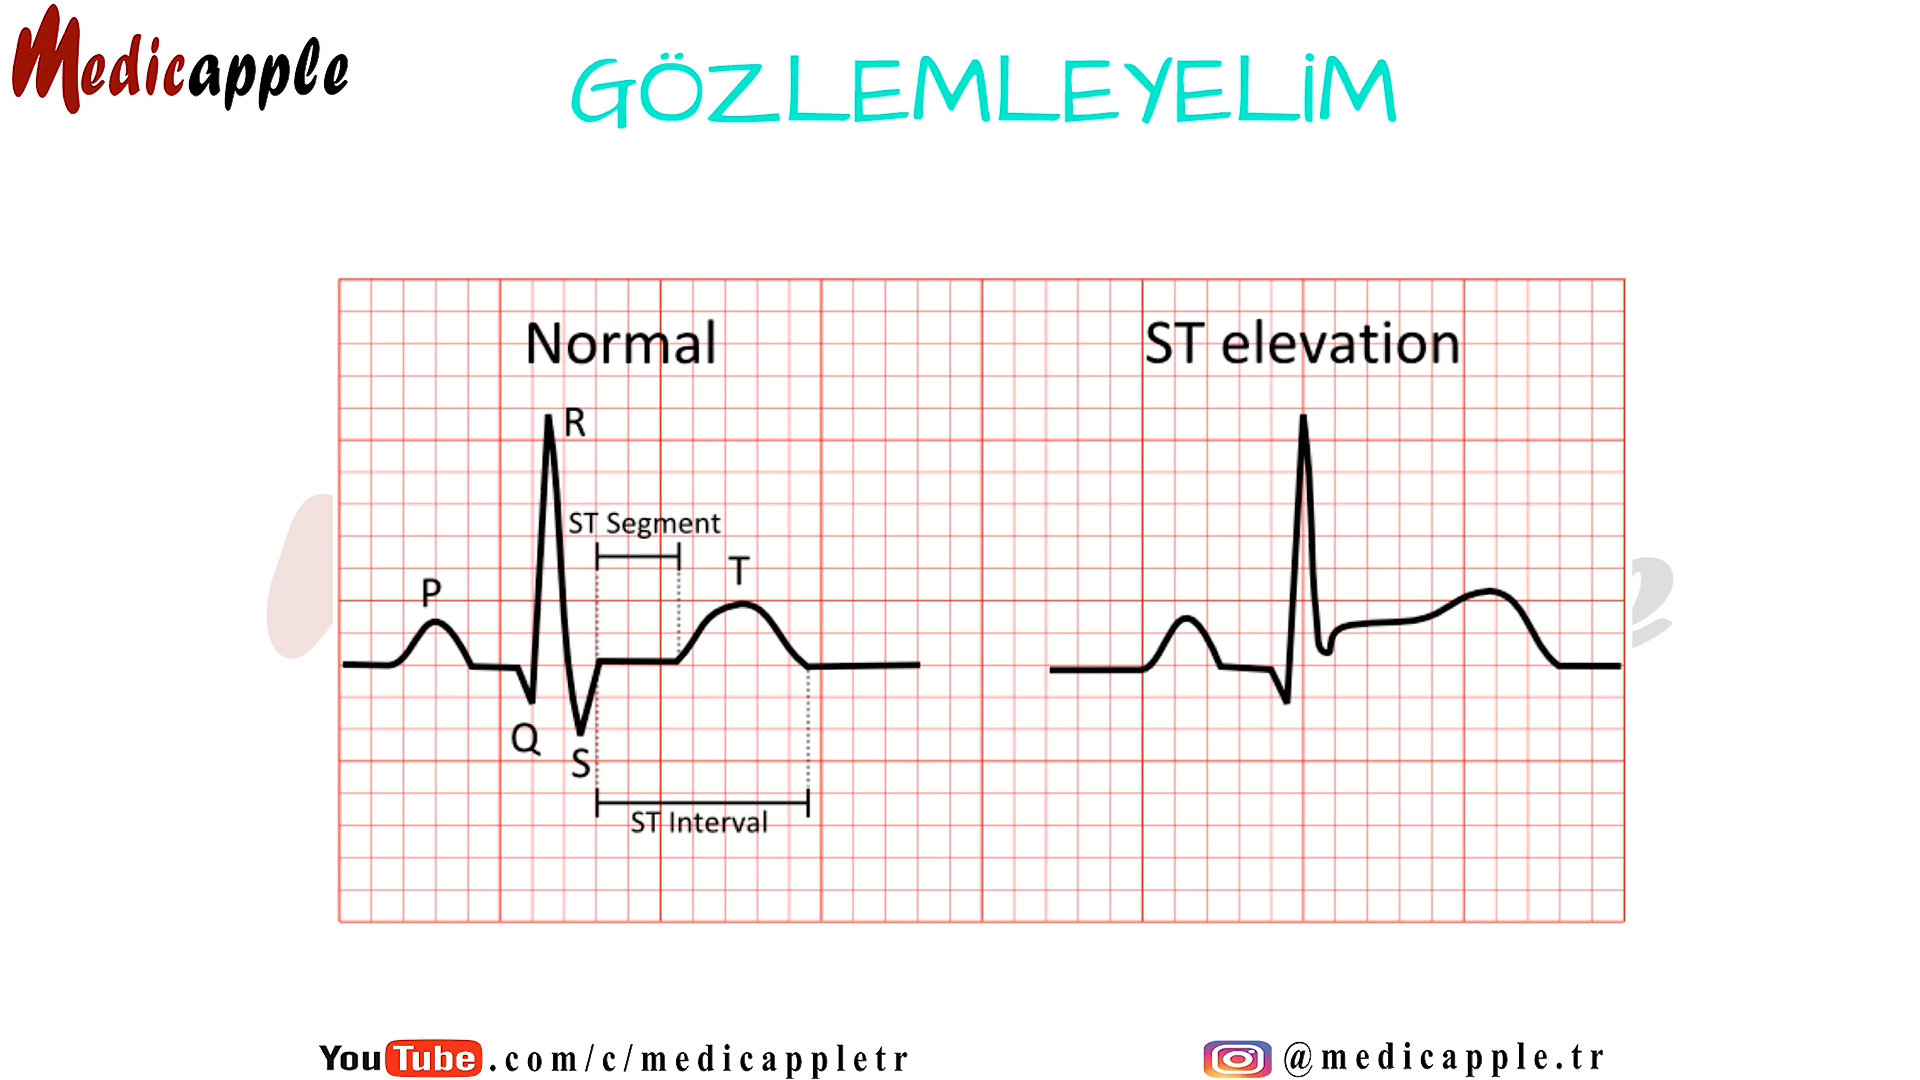 Medicapple
GÖZLEMLEYELİM
Normal
ST elevation
R
ST Segment
T
P
Q
S
ST Interval
YouTube.com/c/medicappletr
@medicapple.tr